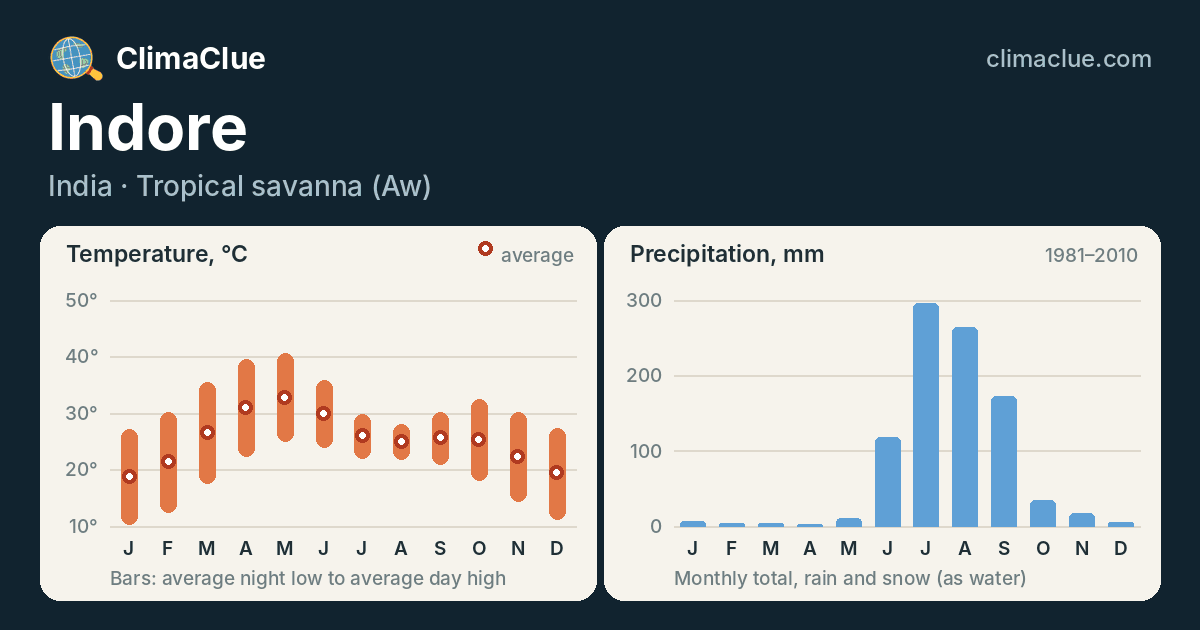 ClimaClue
climaclue.com
Indore
India · Tropical savanna (Aw)
Temperature, °C
average
50°
40°
30°
20°
10°
J F M A M J J A S O N D
Bars: average night low to average day high
Precipitation, mm
1981–2010
300
200
100
0
J F M A M J J A S O N D
Monthly total, rain and snow (as water)